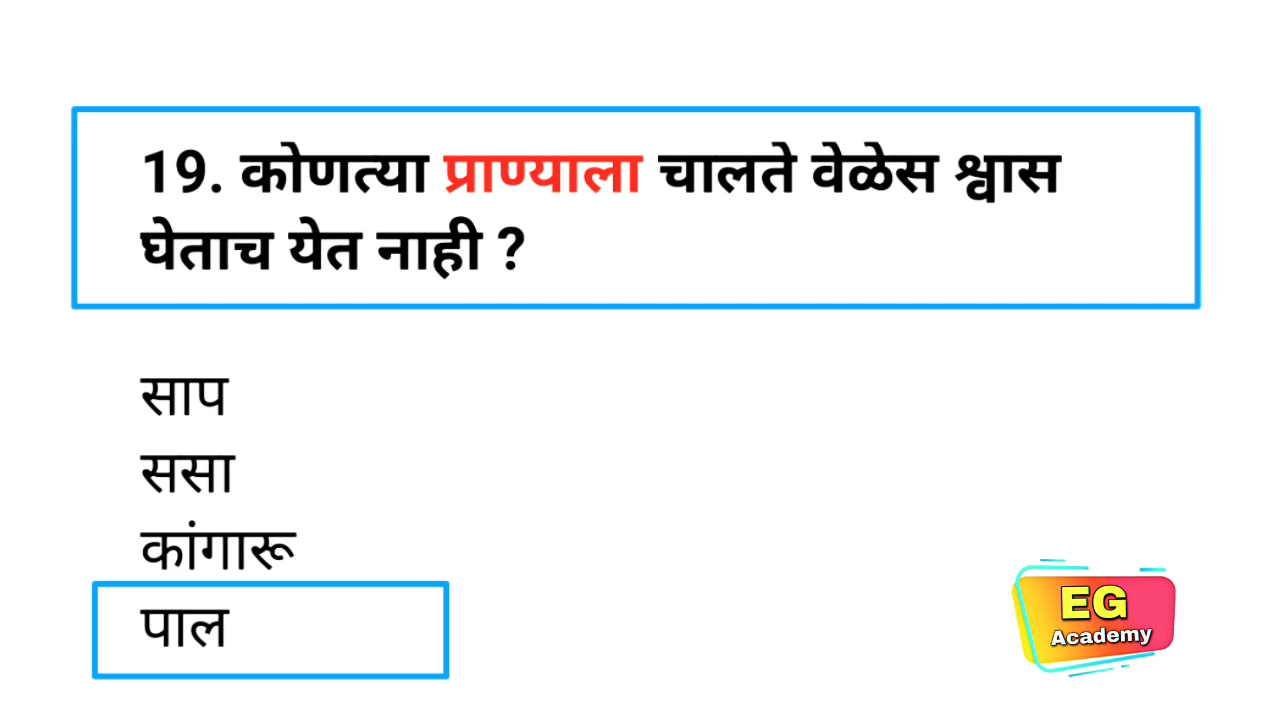 19. कोणत्या प्राण्याला चालते वेळेस श्वास
घेताच येत नाही ?
साप
ससा
कांगारू
पाल
EG
Academy